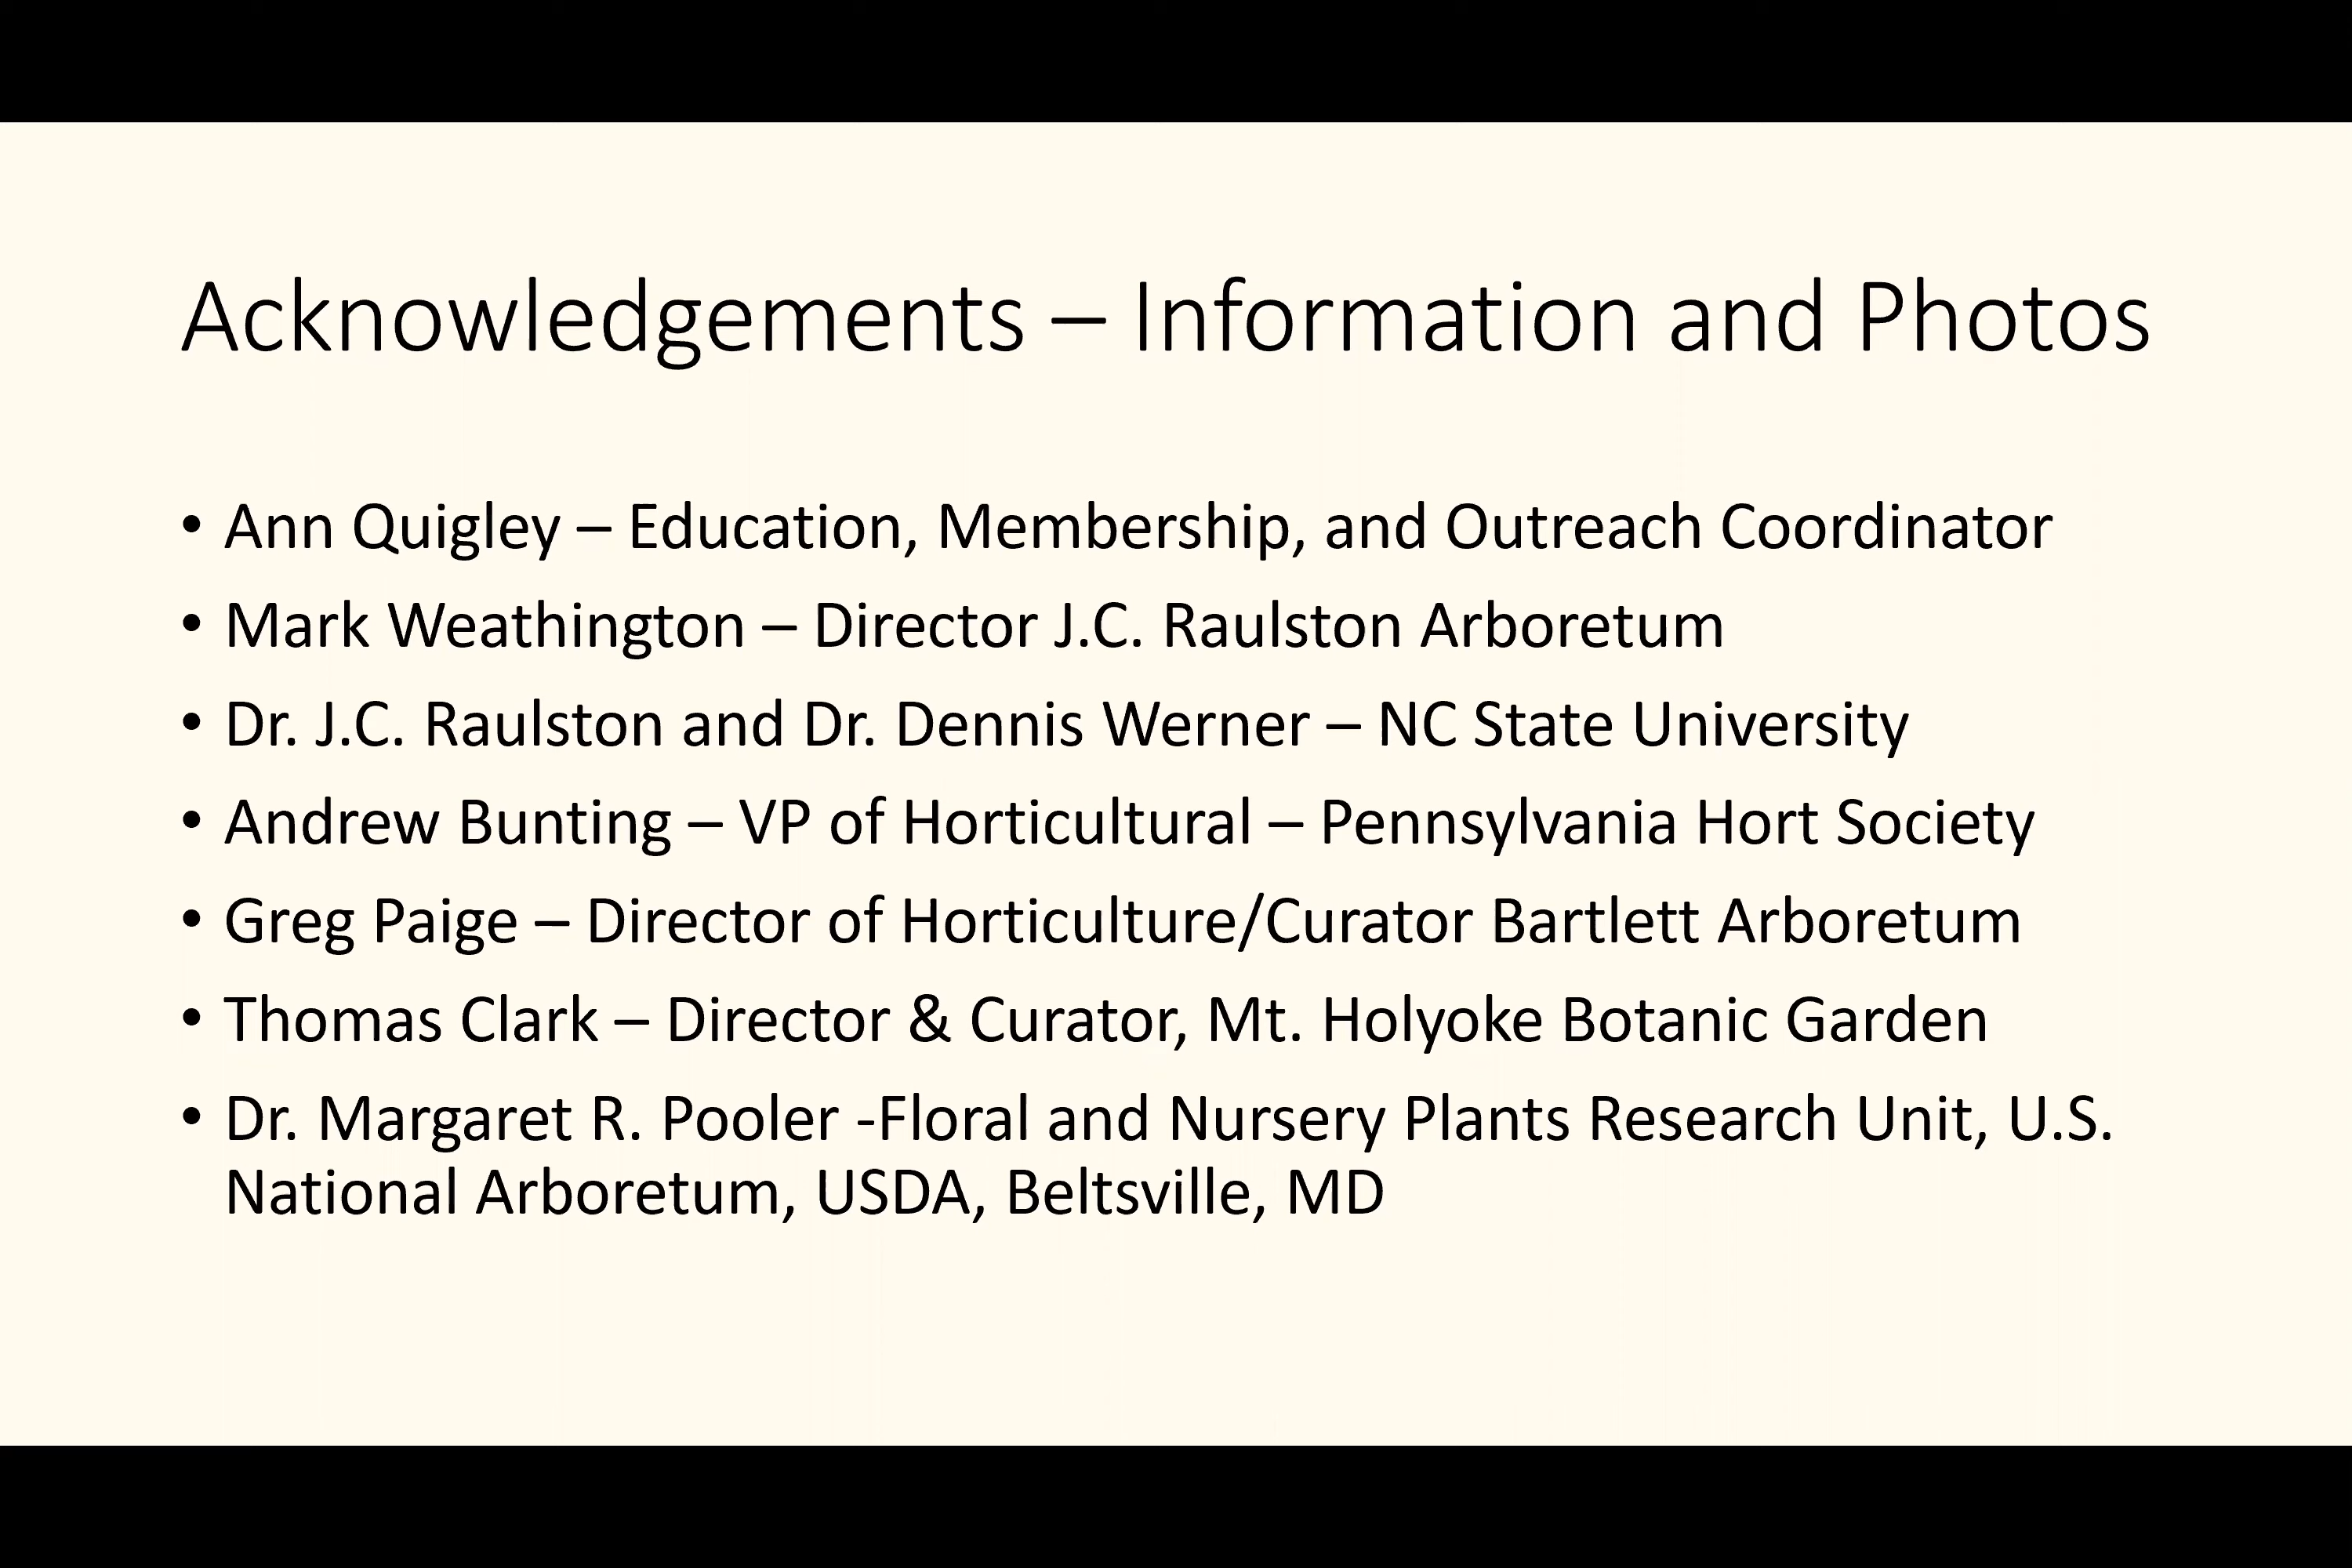 Acknowledgements – Information and Photos
• Ann Quigley – Education, Membership, and Outreach Coordinator
• Mark Weathington – Director J.C. Raulston Arboretum
• Dr. J.C. Raulston and Dr. Dennis Werner – NC State University
• Andrew Bunting – VP of Horticultural – Pennsylvania Hort Society
• Greg Paige – Director of Horticulture/Curator Bartlett Arboretum
• Thomas Clark – Director & Curator, Mt. Holyoke Botanic Garden
• Dr. Margaret R. Pooler -Floral and Nursery Plants Research Unit, U.S.
National Arboretum, USDA, Beltsville, MD